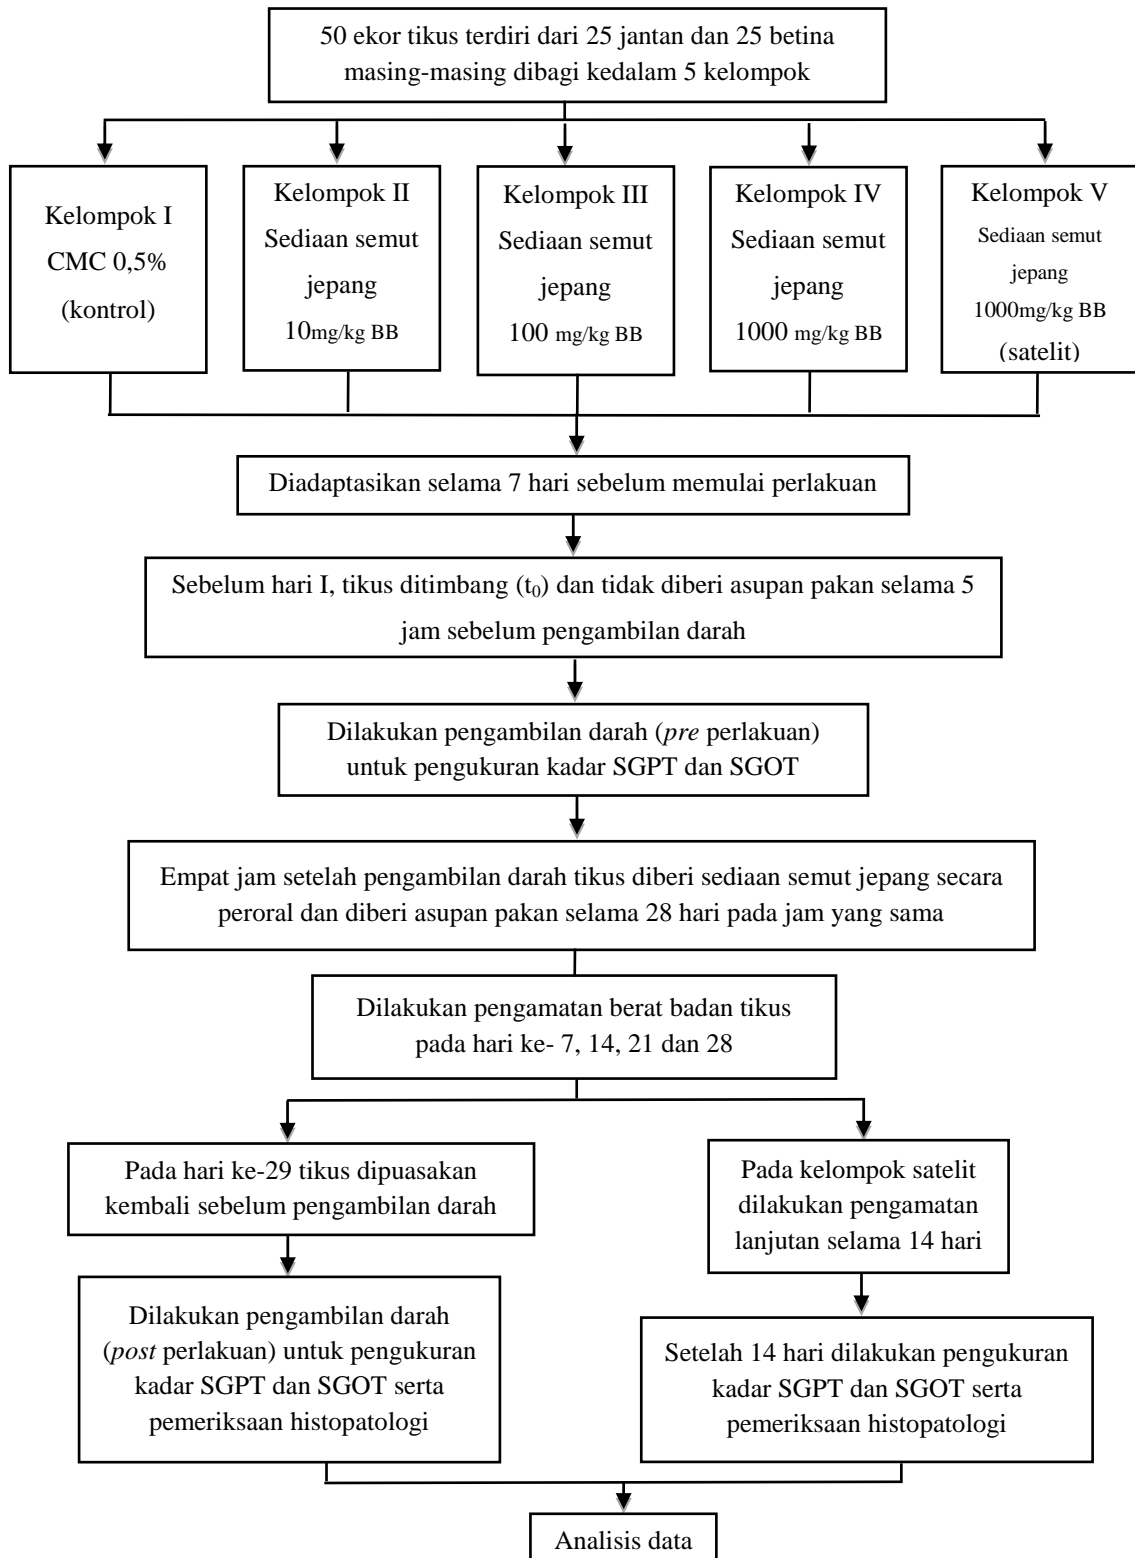 50 ekor tikus terdiri dari 25 jantan dan 25 betina
masing-masing dibagi kedalam 5 kelompok
Kelompok I
CMC 0,5%
(kontrol)
Kelompok II
Sediaan semut
jepang
10mg/kg BB
Kelompok III
Sediaan semut
jepang
100 mg/kg BB
Kelompok IV
Sediaan semut
jepang
1000 mg/kg BB
Kelompok V
Sediaan semut
jepang
1000mg/kg BB
(satelit)
Diadaptasikan selama 7 hari sebelum memulai perlakuan
Sebelum hari I, tikus ditimbang (t₀) dan tidak diberi asupan pakan selama 5
jam sebelum pengambilan darah
Dilakukan pengambilan darah (pre perlakuan)
untuk pengukuran kadar SGPT dan SGOT
Empat jam setelah pengambilan darah tikus diberi sediaan semut jepang secara
peroral dan diberi asupan pakan selama 28 hari pada jam yang sama
Dilakukan pengamatan berat badan tikus
pada hari ke- 7, 14, 21 dan 28
Pada hari ke-29 tikus dipuasakan
kembali sebelum pengambilan darah
Pada kelompok satelit
dilakukan pengamatan
lanjutan selama 14 hari
Dilakukan pengambilan darah
(post perlakuan) untuk pengukuran
kadar SGPT dan SGOT serta
pemeriksaan histopatologi
Setelah 14 hari dilakukan pengukuran
kadar SGPT dan SGOT serta
pemeriksaan histopatologi
Analisis data